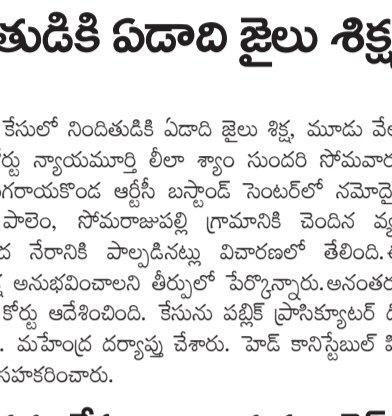 తుడికి ఏడాది జైలు శిక్ష
కేసులో నిందితుడికి ఏడాది జైలు శిక్ష, మూడు వేల
ర్టు న్యాయమూర్తి లీలా శ్యాం సుందరి సోమవార
గరాయకొండ ఆర్టీసీ బస్టాండ్ సెంటర్‌లో నమోదై
పాలెం, సోమరాజుపల్లి గ్రామానికి చెందిన వ్య
ద నేరానికి పాల్పడినట్లు విచారణలో తేలింది.ఈ
క్ష అనుభవించాలని తీర్పులో పేర్కొన్నారు.అనంతర
కోర్టు ఆదేశించింది. కేసును పబ్లిక్ ప్రాసిక్యూటర్ డి
. మహేంద్ర దర్యాప్తు చేశారు. హెడ్ కానిస్టేబుల్ వి
సహకరించారు.